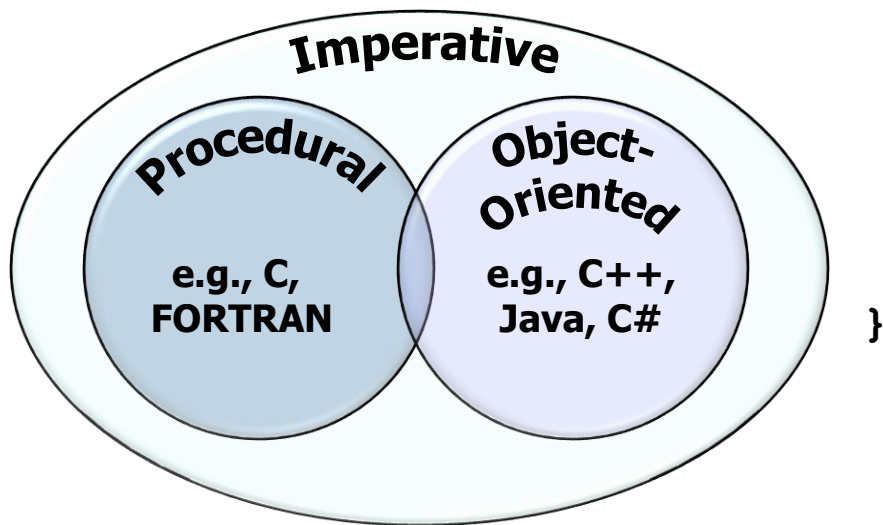 Imperative
Procedural
e.g., C,
FORTRAN
Object-
Oriented
e.g., C++,
Java, C#
}